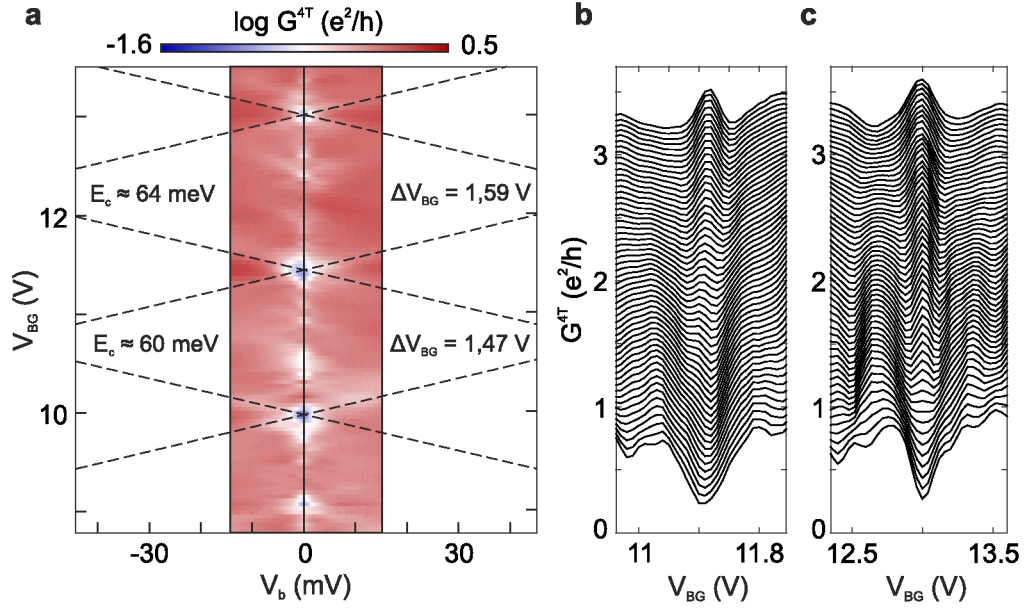 a
log G4T (e2/h)
-1.6
0.5
12
10
VBG (V)
Ec ≈ 64 meV
ΔVBG = 1,59 V
Ec ≈ 60 meV
ΔVBG = 1,47 V
-30
0
30
Vb (mV)
b
G4T (e2/h)
3
2
1
0
11
11.8
VBG (V)
c
3
2
1
0
12.5
13.5
VBG (V)